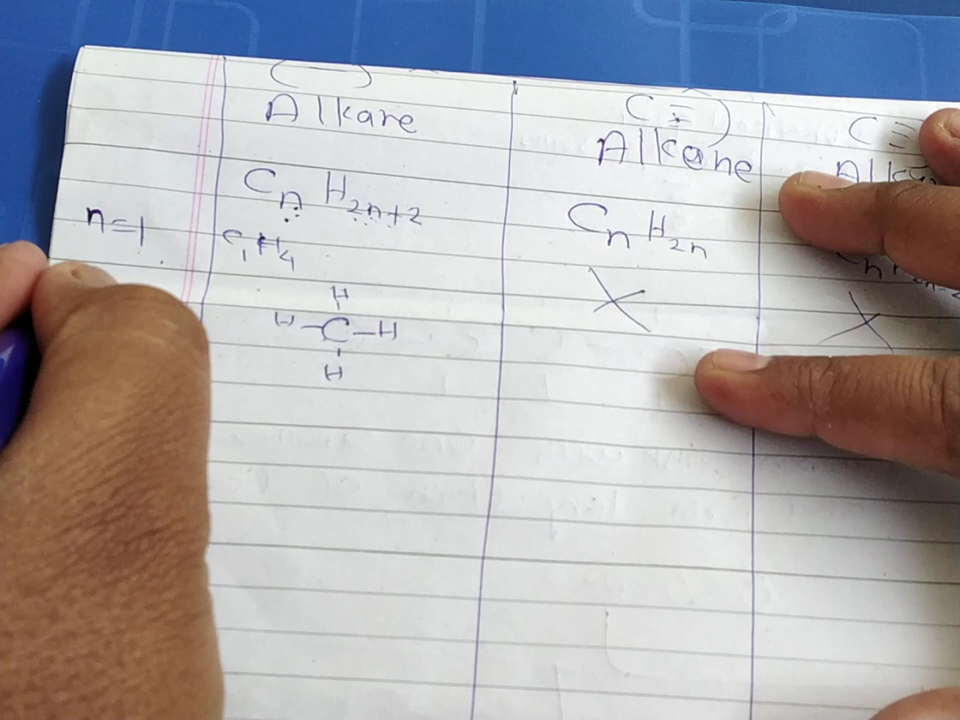 Alkane
CnH2n+2
n=1
C1H4
H
H-C-H
H
C=
Alkene
CnH2n
X
C≡
X